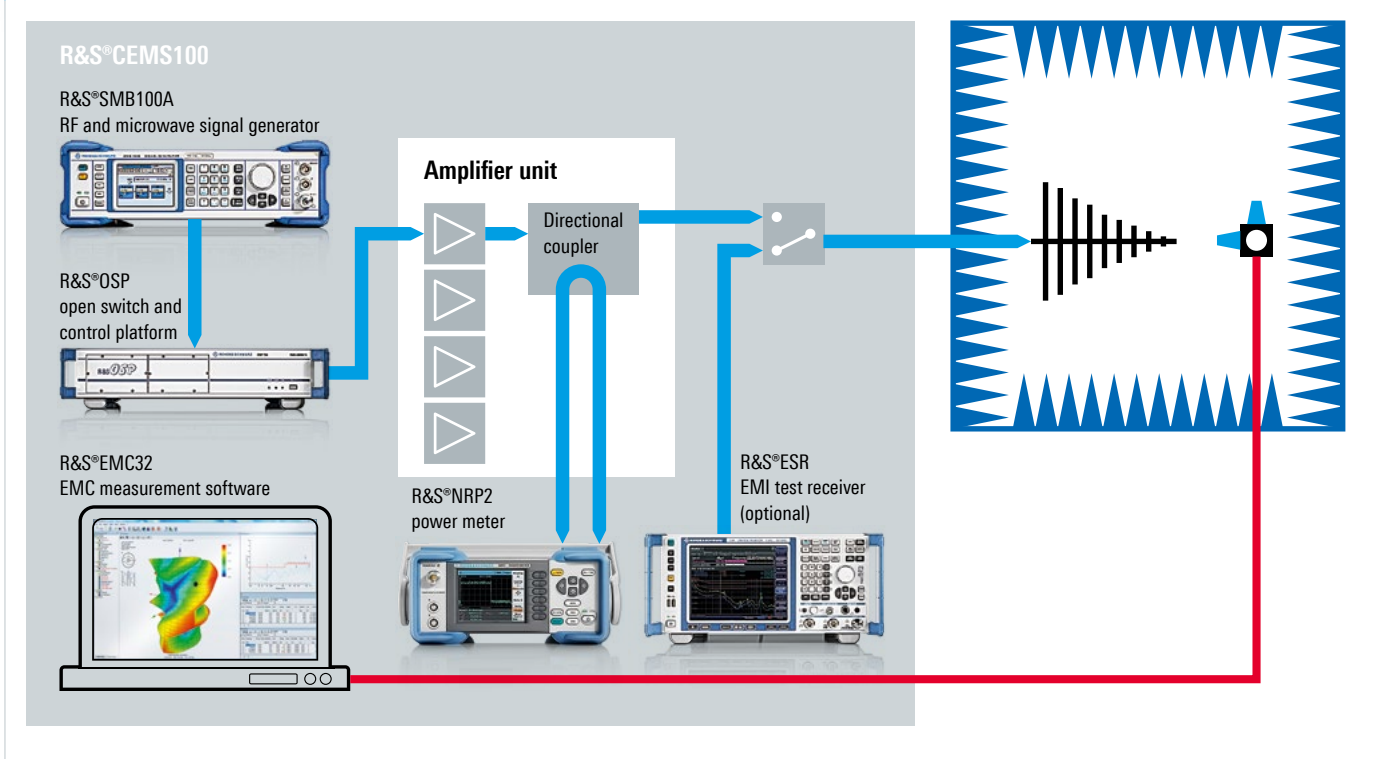 R&S®CEMS100
R&S®SMB100A
RF and microwave signal generator
Amplifier unit
Directional
coupler
R&S®OSP
open switch and
control platform
R&S OSP
R&S®EMC32
EMC measurement software
R&S®NRP2
power meter
R&S®ESR
EMI test receiver
(optional)